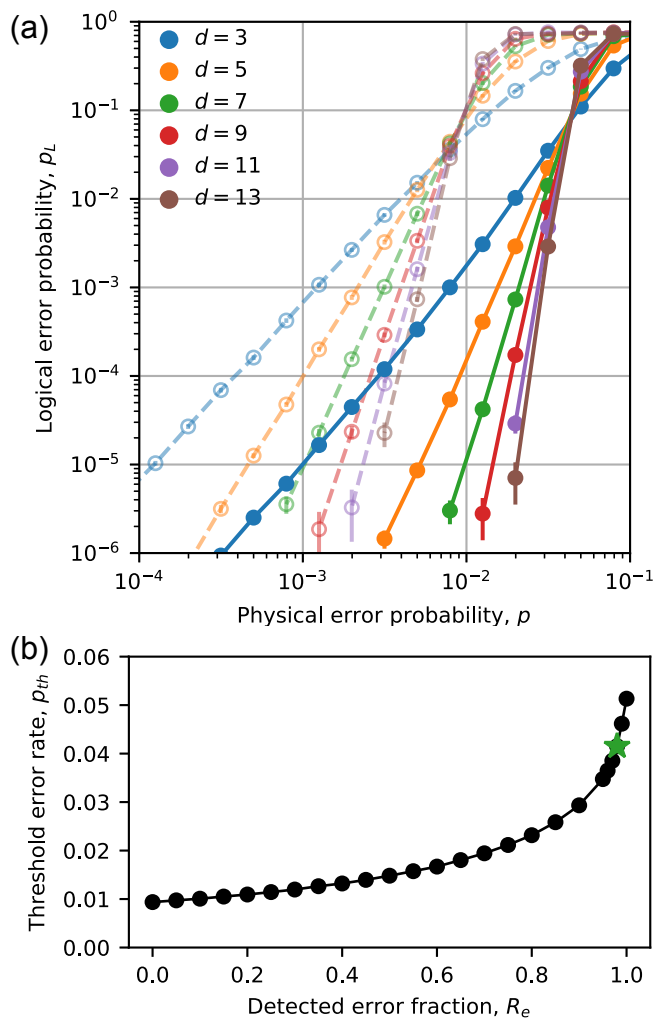 (a)
d = 3
d = 5
d = 7
d = 9
d = 11
d = 13
10⁰
10⁻¹
10⁻²
10⁻³
10⁻⁴
10⁻⁵
10⁻⁶
Logical error probability, p_L
10⁻⁴
10⁻³
10⁻²
10⁻¹
Physical error probability, p
(b)
0.06
0.05
0.04
0.03
0.02
0.01
0.00
Threshold error rate, p_th
0.0
0.2
0.4
0.6
0.8
1.0
Detected error fraction, R_e